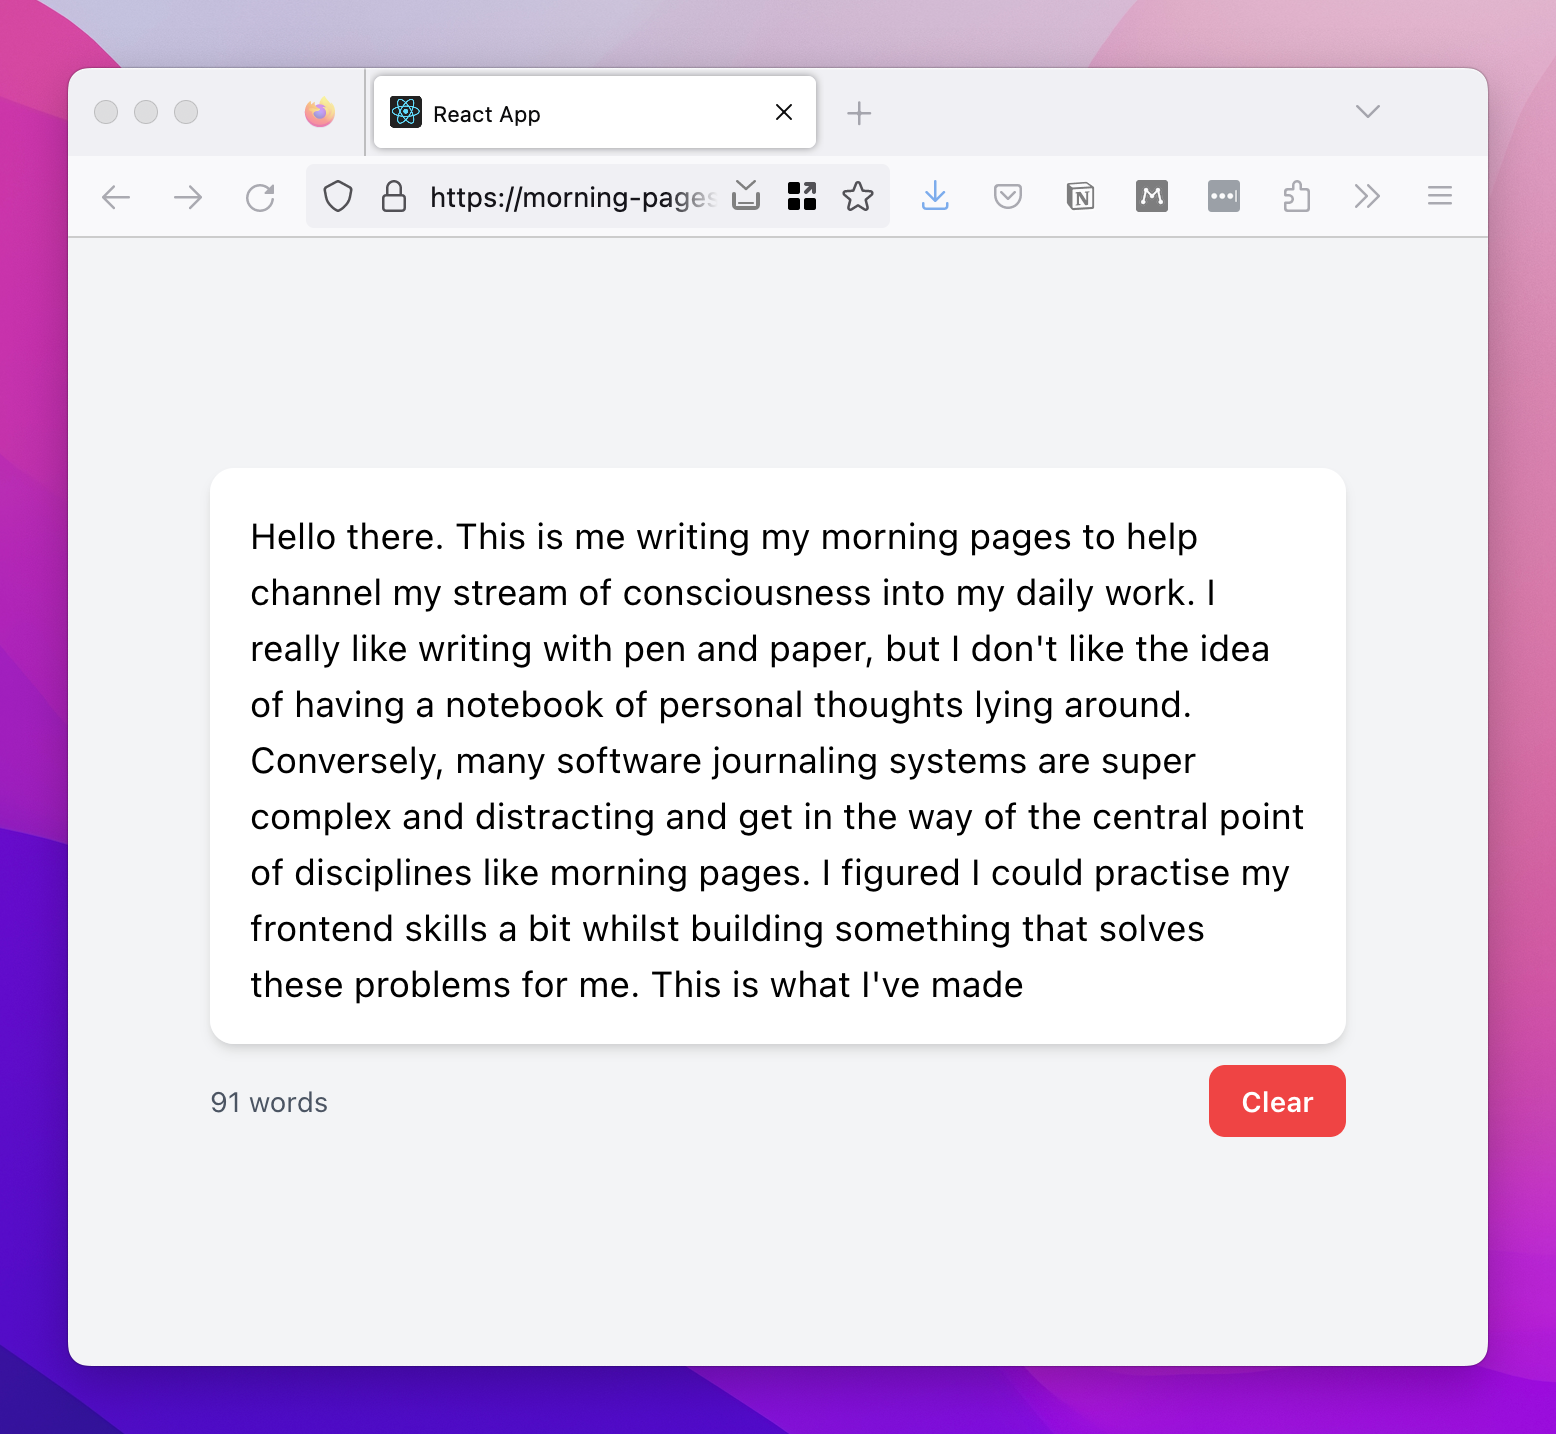 React App
https://morning-pages
Hello there. This is me writing my morning pages to help
channel my stream of consciousness into my daily work. I
really like writing with pen and paper, but I don't like the idea
of having a notebook of personal thoughts lying around.
Conversely, many software journaling systems are super
complex and distracting and get in the way of the central point
of disciplines like morning pages. I figured I could practise my
frontend skills a bit whilst building something that solves
these problems for me. This is what I've made
91 words
Clear